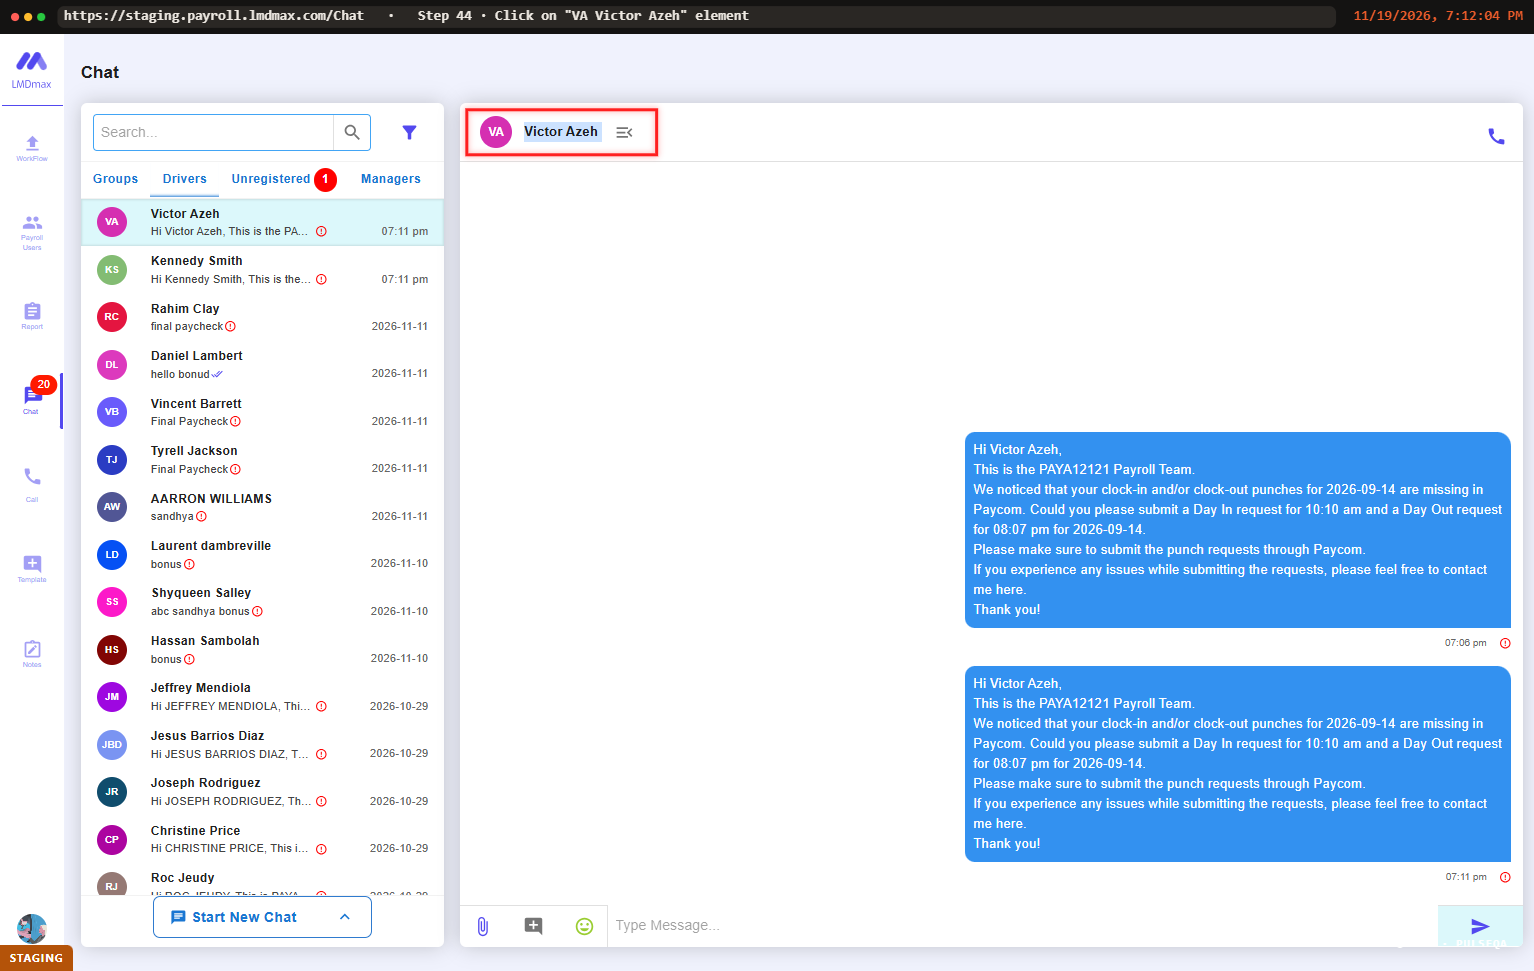 https://staging.payroll.lmdmax.com/Chat • Step 44 • Click on "VA Victor Azeh" element
11/19/2026, 7:12:04 PM
LMDmax
WorkFlow
Payroll
Users
Report
20
Chat
Call
Template
Notes
STAGING
Chat
Search...
Groups
Drivers
Unregistered 1
Managers
VA
Victor Azeh
Hi Victor Azeh, This is the PA...
07:11 pm
KS
Kennedy Smith
Hi Kennedy Smith, This is the...
07:11 pm
RC
Rahim Clay
final paycheck
2026-11-11
DL
Daniel Lambert
hello bonud
2026-11-11
VB
Vincent Barrett
Final Paycheck
2026-11-11
TJ
Tyrell Jackson
Final Paycheck
2026-11-11
AW
AARRON WILLIAMS
sandhya
2026-11-11
LD
Laurent dambreville
bonus
2026-11-10
SS
Shyqueen Salley
abc sandhya bonus
2026-11-10
HS
Hassan Sambolah
bonus
2026-11-10
JM
Jeffrey Mendiola
Hi JEFFREY MENDIOLA, Thi...
2026-10-29
JBD
Jesus Barrios Diaz
Hi JESUS BARRIOS DIAZ, T...
2026-10-29
JR
Joseph Rodriguez
Hi JOSEPH RODRIGUEZ, Th...
2026-10-29
CP
Christine Price
Hi CHRISTINE PRICE, This i...
2026-10-29
RJ
Roc Jeudy
Hi ROC JEUDY, This is PAYA...
2026-10-29
Start New Chat
VA
Victor Azeh
Hi Victor Azeh,
This is the PAYA12121 Payroll Team.
We noticed that your clock-in and/or clock-out punches for 2026-09-14 are missing in
Paycom. Could you please submit a Day In request for 10:10 am and a Day Out request
for 08:07 pm for 2026-09-14.
Please make sure to submit the punch requests through Paycom.
If you experience any issues while submitting the requests, please feel free to contact
me here.
Thank you!
07:06 pm
Hi Victor Azeh,
This is the PAYA12121 Payroll Team.
We noticed that your clock-in and/or clock-out punches for 2026-09-14 are missing in
Paycom. Could you please submit a Day In request for 10:10 am and a Day Out request
for 08:07 pm for 2026-09-14.
Please make sure to submit the punch requests through Paycom.
If you experience any issues while submitting the requests, please feel free to contact
me here.
Thank you!
07:11 pm
Type Message...